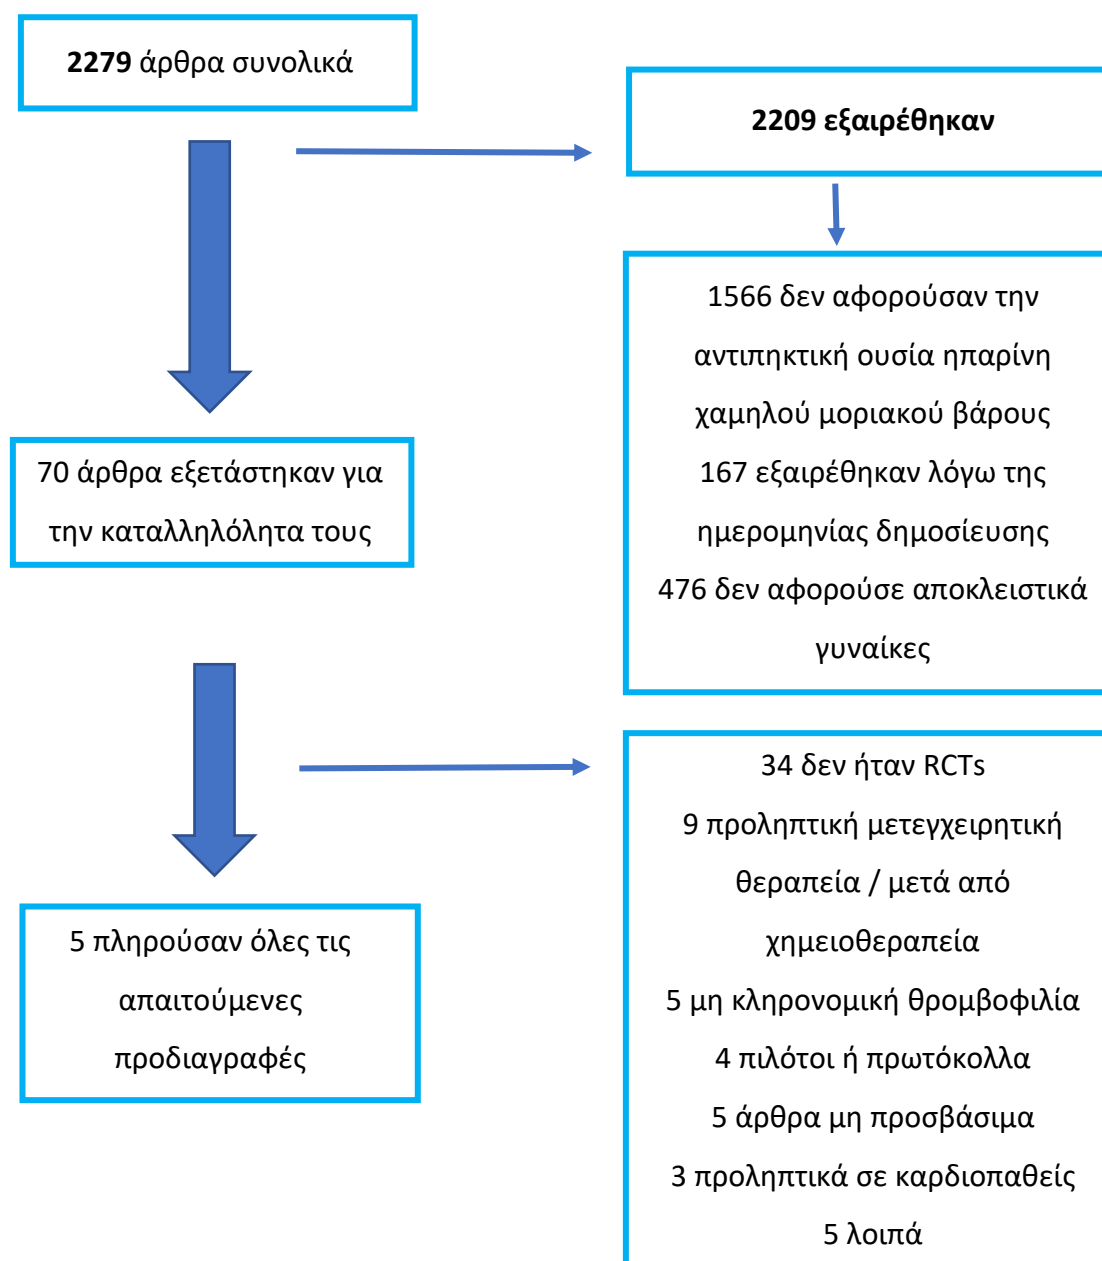 2279 άρθρα συνολικά
2209 εξαιρέθηκαν
1566 δεν αφορούσαν την
αντιπηκτική ουσία ηπαρίνη
χαμηλού μοριακού βάρους
167 εξαιρέθηκαν λόγω της
ημερομηνίας δημοσίευσης
476 δεν αφορούσε αποκλειστικά
γυναίκες
70 άρθρα εξετάστηκαν για
την καταλληλόλητα τους
34 δεν ήταν RCTs
9 προληπτική μετεγχειρητική
θεραπεία / μετά από
χημειοθεραπεία
5 μη κληρονομική θρομβοφιλία
4 πιλότοι ή πρωτόκολλα
5 άρθρα μη προσβάσιμα
3 προληπτικά σε καρδιοπαθείς
5 λοιπά
5 πληρούσαν όλες τις
απαιτούμενες
προδιαγραφές